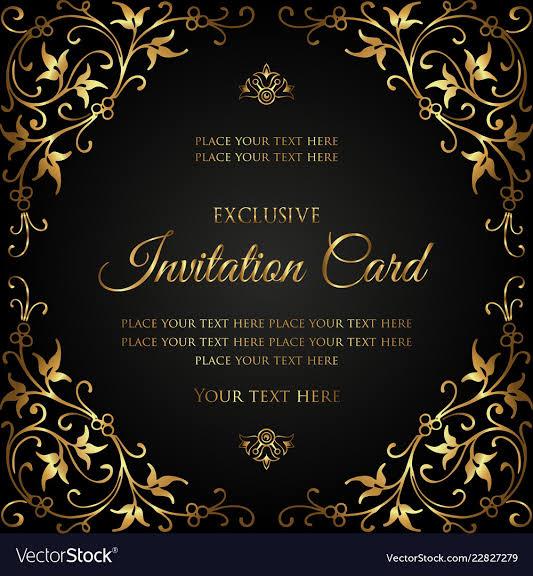 PLACE YOUR TEXT HERE
PLACE YOUR TEXT HERE
EXCLUSIVE
Invitation Card
PLACE YOUR TEXT HERE PLACE YOUR TEXT HERE
PLACE YOUR TEXT HERE PLACE YOUR TEXT HERE
PLACE YOUR TEXT HERE
YOUR TEXT HERE
VectorStock® VectorStock.com/22827279